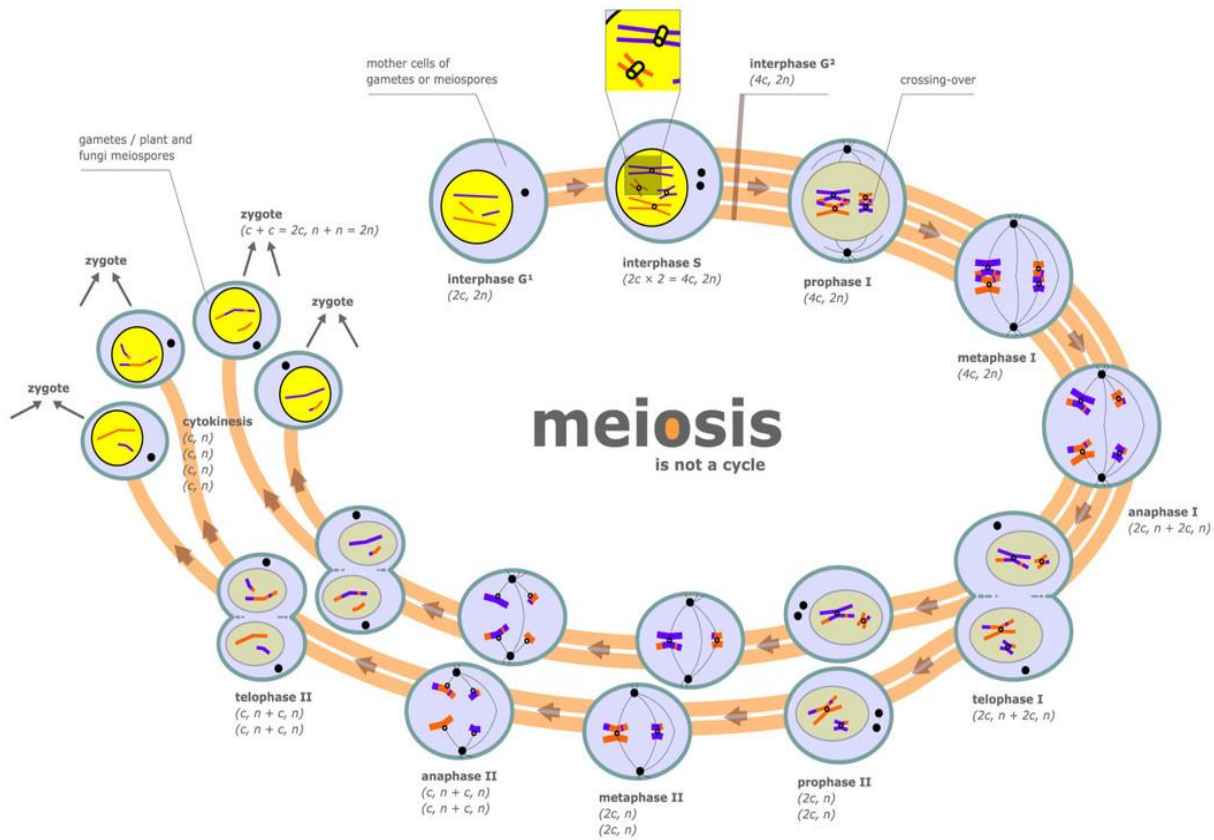 mother cells of
gametes or meiospores
interphase G²
(4c, 2n)
crossing-over
gametes / plant and
fungi meiospores
zygote
(c + c = 2c, n + n = 2n)
zygote
zygote
zygote
interphase G¹
(2c, 2n)
interphase S
(2c × 2 = 4c, 2n)
prophase I
(4c, 2n)
metaphase I
(4c, 2n)
cytokinesis
(c, n)
(c, n)
(c, n)
(c, n)
meiosis
is not a cycle
anaphase I
(2c, n + 2c, n)
telophase I
(2c, n + 2c, n)
telophase II
(c, n + c, n)
(c, n + c, n)
anaphase II
(c, n + c, n)
(c, n + c, n)
metaphase II
(2c, n)
(2c, n)
prophase II
(2c, n)
(2c, n)